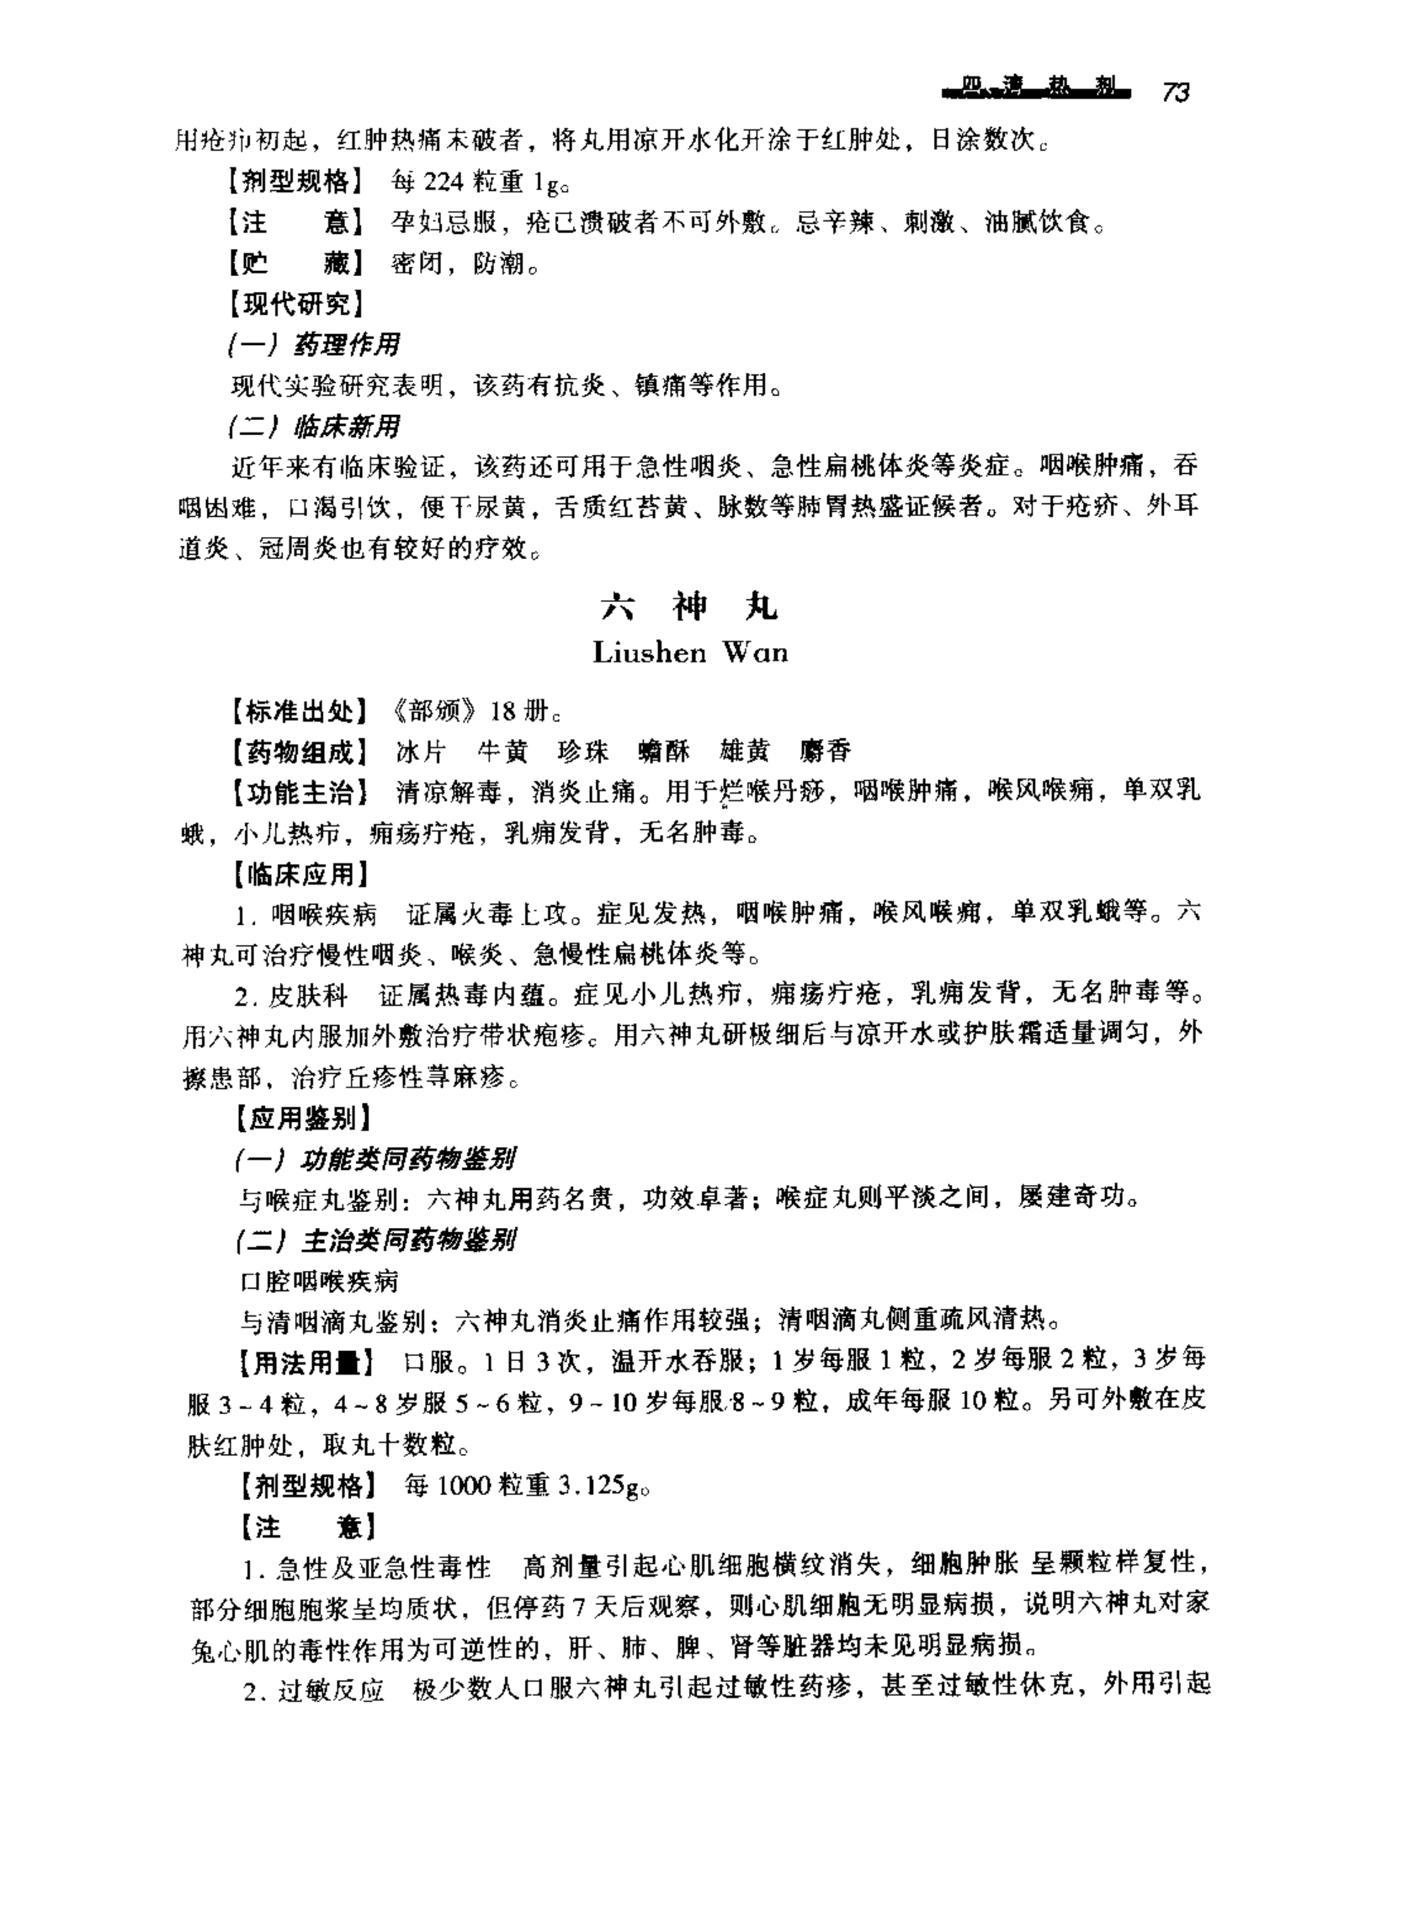 四、清热剂 73
用疮疖初起，红肿热痛未破者，将丸用凉开水化开涂于红肿处，日涂数次。
【剂型规格】 每 224 粒重 1g。
【注　　意】 孕妇忌服，疮已溃破者不可外敷。忌辛辣、刺激、油腻饮食。
【贮　　藏】 密闭，防潮。
【现代研究】
（一）药理作用
现代实验研究表明，该药有抗炎、镇痛等作用。
（二）临床新用
近年来有临床验证，该药还可用于急性咽炎、急性扁桃体炎等炎症。咽喉肿痛，吞
咽困难，口渴引饮，便干尿黄，舌质红苔黄、脉数等肺胃热盛证候者。对于疮疥、外耳
道炎、冠周炎也有较好的疗效。
六 神 丸
Liushen Wan
【标准出处】《部颁》18 册。
【药物组成】 冰片 牛黄 珍珠 蟾酥 雄黄 麝香
【功能主治】 清凉解毒，消炎止痛。用于烂喉丹痧，咽喉肿痛，喉风喉痈，单双乳
蛾，小儿热疖，痈疡疔疮，乳痈发背，无名肿毒。
【临床应用】
1. 咽喉疾病 证属火毒上攻。症见发热，咽喉肿痛，喉风喉痈，单双乳蛾等。六
神丸可治疗慢性咽炎、喉炎、急慢性扁桃体炎等。
2. 皮肤科 证属热毒内蕴。症见小儿热疖，痈疡疔疮，乳痈发背，无名肿毒等。
用六神丸内服加外敷治疗带状疱疹。用六神丸研极细后与凉开水或护肤霜适量调匀，外
擦患部，治疗丘疹性荨麻疹。
【应用鉴别】
（一）功能类同药物鉴别
与喉症丸鉴别：六神丸用药名贵，功效卓著；喉症丸则平淡之间，屡建奇功。
（二）主治类同药物鉴别
口腔咽喉疾病
与清咽滴丸鉴别：六神丸消炎止痛作用较强；清咽滴丸侧重疏风清热。
【用法用量】 口服。1 日 3 次，温开水吞服；1 岁每服 1 粒，2 岁每服 2 粒，3 岁每
服 3~4 粒，4~8 岁服 5~6 粒，9~10 岁每服 8~9 粒，成年每服 10 粒。另可外敷在皮
肤红肿处，取丸十数粒。
【剂型规格】 每 1000 粒重 3.125g。
【注　　意】
1. 急性及亚急性毒性 高剂量引起心肌细胞横纹消失，细胞肿胀 呈颗粒样复性，
部分细胞胞浆呈均质状，但停药 7 天后观察，则心肌细胞无明显病损，说明六神丸对家
兔心肌的毒性作用为可逆性的，肝、肺、脾、肾等脏器均未见明显病损。
2. 过敏反应 极少数人口服六神丸引起过敏性药疹，甚至过敏性休克，外用引起